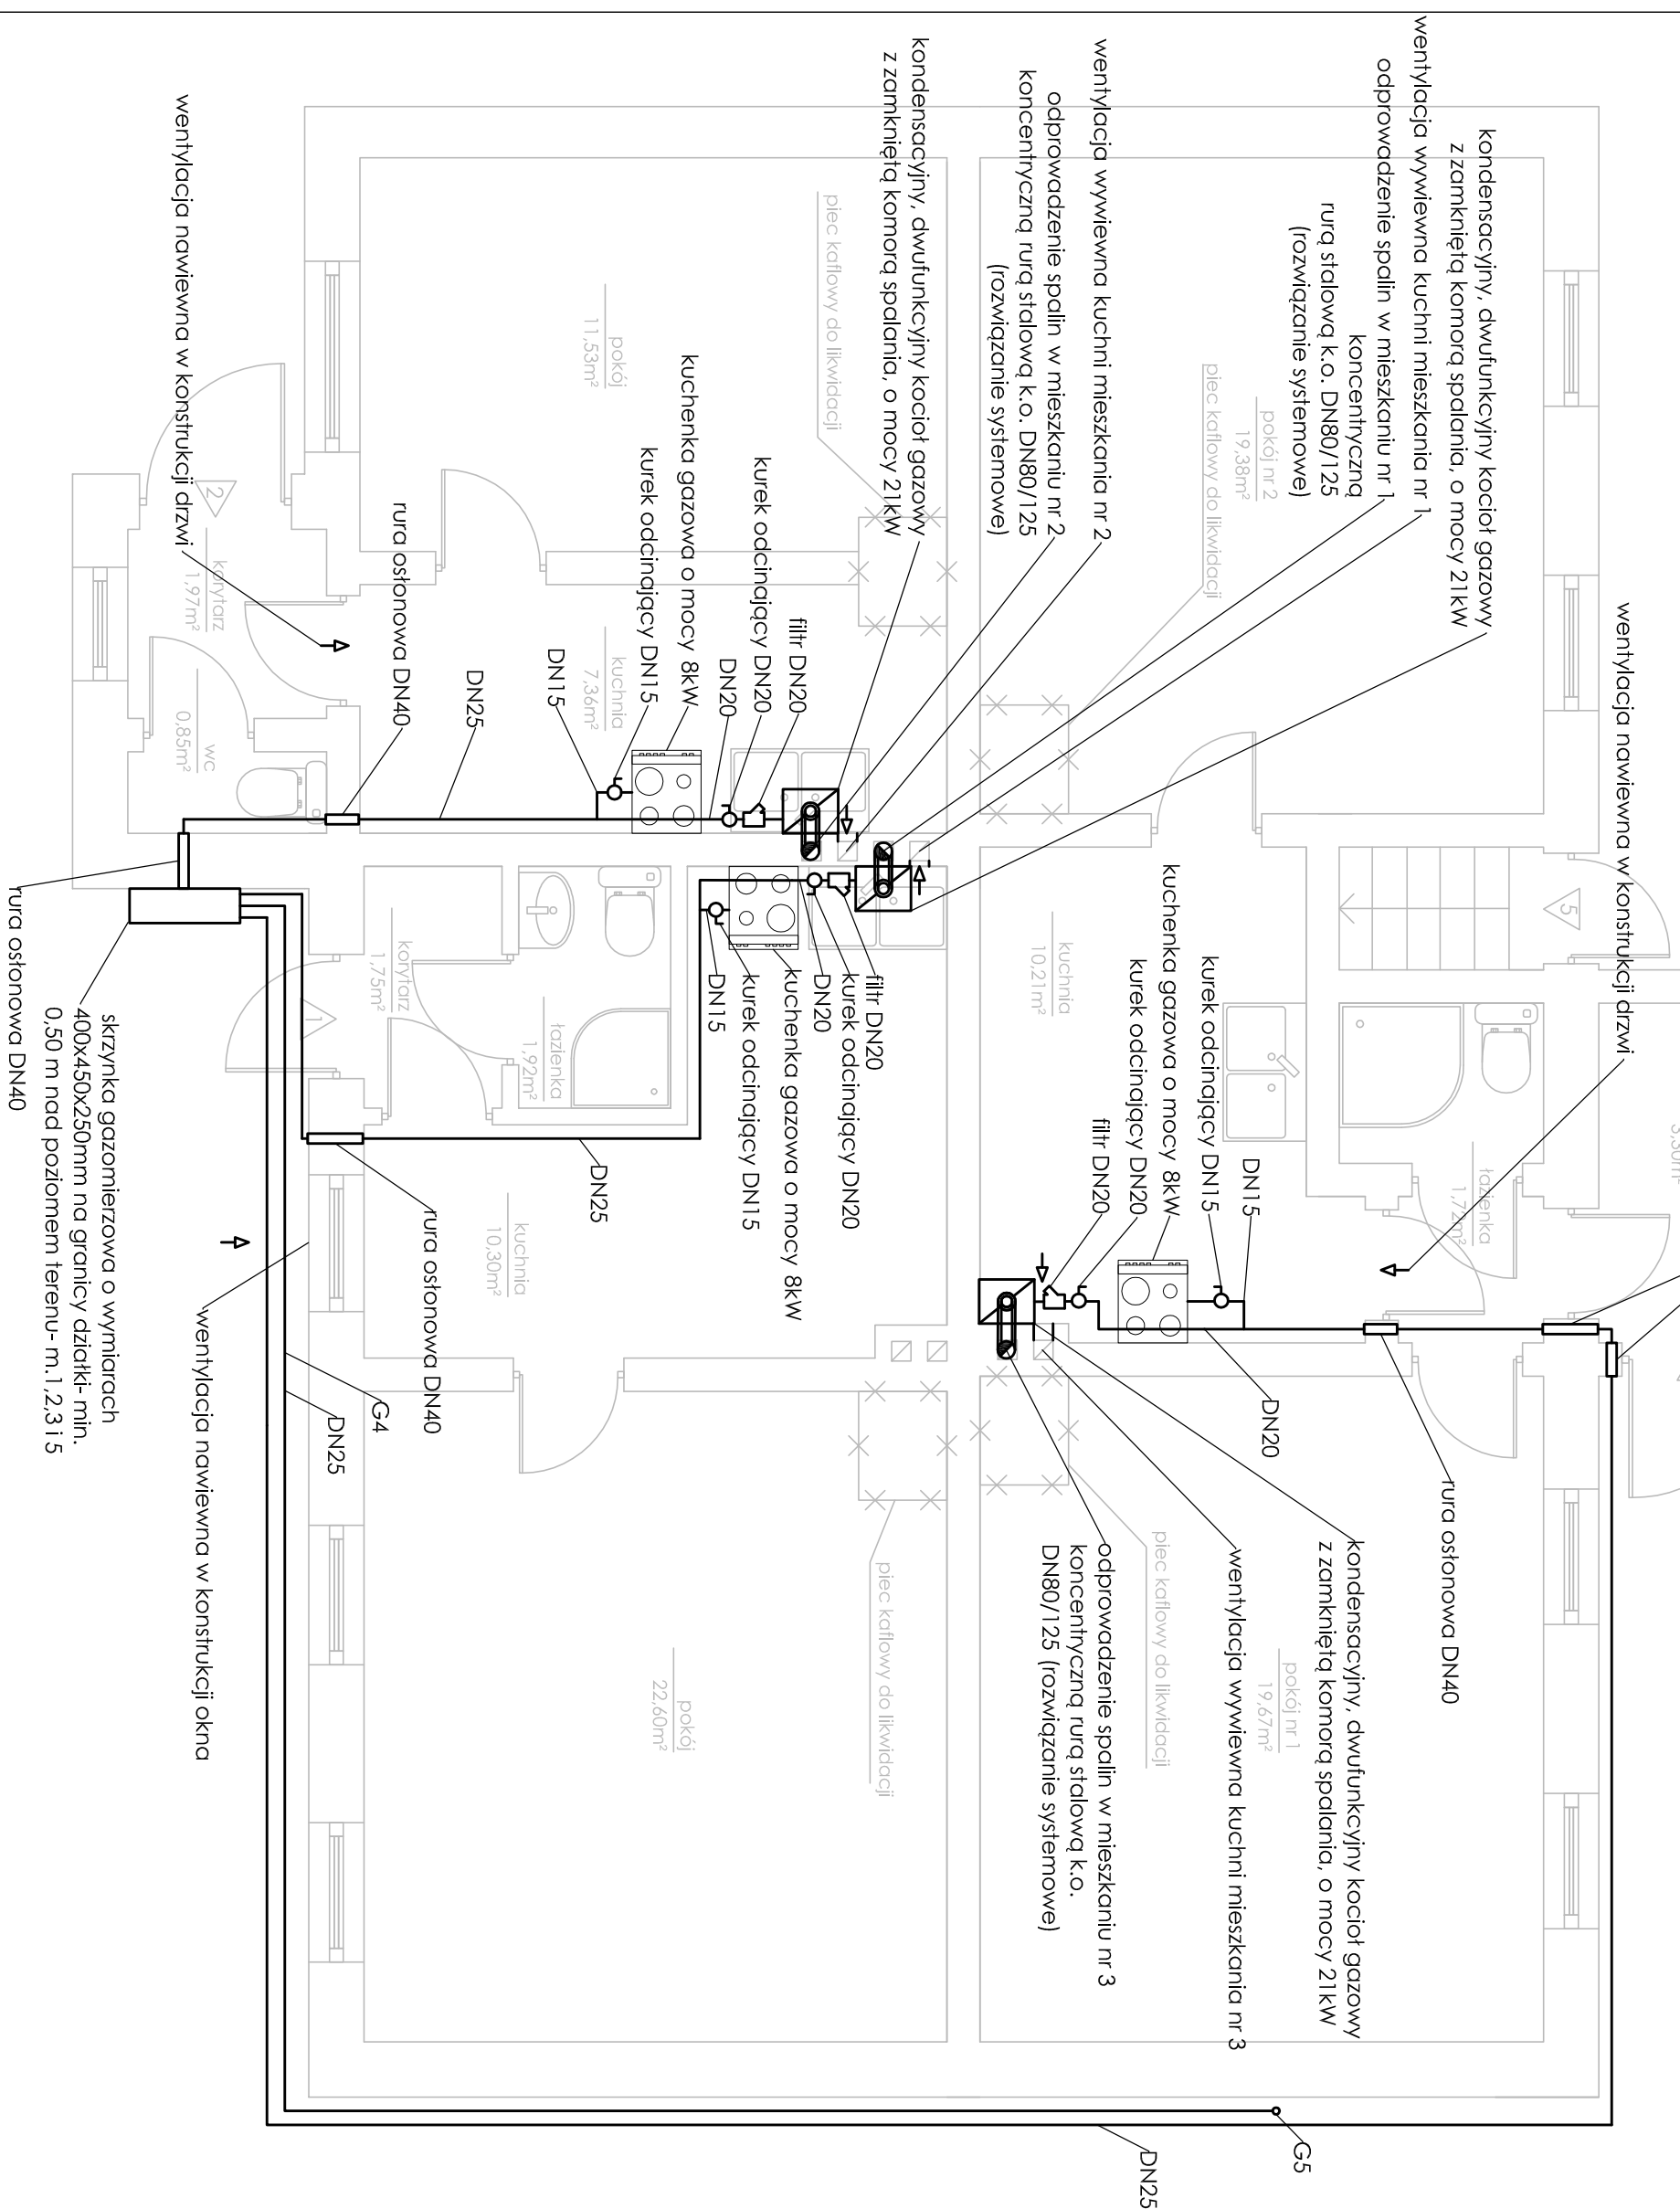 kondensacyjny, dwufunkcyjny kocioł gazowy
z zamkniętą komorą spalania, o mocy 21kW
wentylacja wywiewna kuchni mieszkania nr 1
odprowadzenie spalin w mieszkaniu nr 1
koncentryczną
rurą stalową k.o. DN80/125
(rozwiązanie systemowe)
wentylacja wywiewna kuchni mieszkania nr 2
odprowadzenie spalin w mieszkaniu nr 2
koncentryczną rurą stalową k.o. DN80/125
(rozwiązanie systemowe)
kondensacyjny, dwufunkcyjny kocioł gazowy
z zamkniętą komorą spalania, o mocy 21kW
wentylacja nawiewna w konstrukcji drzwi
piec kaflowy do likwidacji
pokój
11,53m²
pokój nr 2
19,38m²
piec kaflowy do likwidacji
wentylacja nawiewna w konstrukcji drzwi
kuchenka gazowa o mocy 8kW
kurek odcinający DN15
kurek odcinający DN20
filtr DN20
DN20
DN15
DN25
rura osłonowa DN40
kuchnia
7,36m²
2
korytarz
1,97m²
wc
0,85m²
5
kuchnia
10,21m²
kuchenka gazowa o mocy 8kW
kurek odcinający DN20
kurek odcinający DN15
filtr DN20
DN15
łazienka
1,72m²
3,30m²
filtr DN20
kurek odcinający DN20
DN20
kuchenka gazowa o mocy 8kW
kurek odcinający DN15
DN15
korytarz
1,75m²
łazienka
1,92m²
1
rura osłonowa DN40
skrzynka gazomierzowa o wymiarach
400x450x250mm na granicy działki- min.
0,50 m nad poziomem terenu- m.1,2,3 i 5
DN25
kuchnia
10,30m²
rura osłonowa DN40
G4
DN25
wentylacja nawiewna w konstrukcji okna
DN20
rura osłonowa DN40
kondensacyjny, dwufunkcyjny kocioł gazowy
z zamkniętą komorą spalania, o mocy 21kW
wentylacja wywiewna kuchni mieszkania nr 3
odprowadzenie spalin w mieszkaniu nr 3
koncentryczną rurą stalową k.o.
DN80/125 (rozwiązanie systemowe)
piec kaflowy do likwidacji
pokój nr 1
19,67m²
piec kaflowy do likwidacji
pokój
22,60m²
G5
DN25